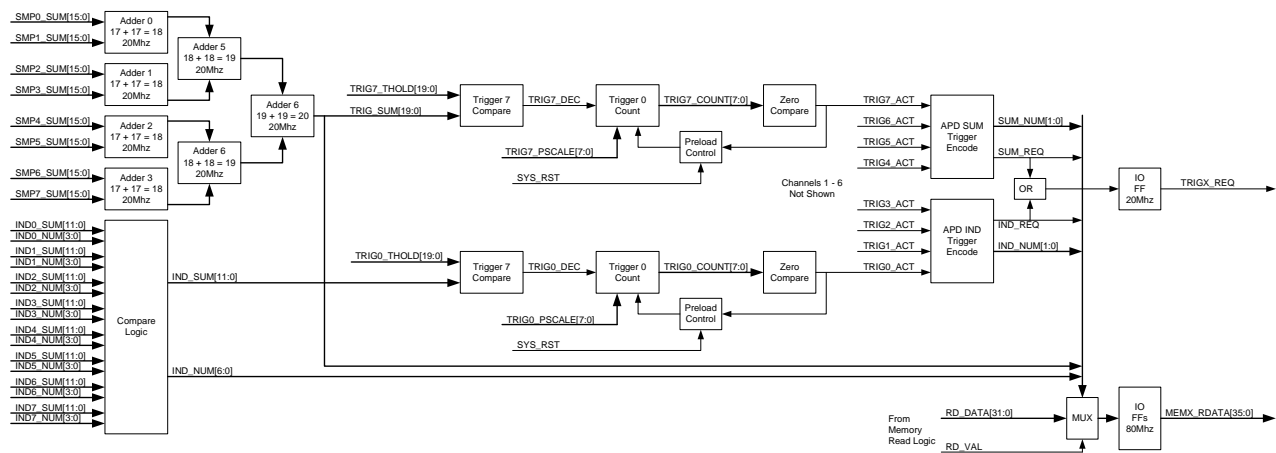 SMP0_SUM[15:0]
SMP1_SUM[15:0]
Adder 0
17 + 17 = 18
20Mhz
SMP2_SUM[15:0]
SMP3_SUM[15:0]
Adder 1
17 + 17 = 18
20Mhz
Adder 5
18 + 18 = 19
20Mhz
SMP4_SUM[15:0]
SMP5_SUM[15:0]
Adder 2
17 + 17 = 18
20Mhz
SMP6_SUM[15:0]
SMP7_SUM[15:0]
Adder 3
17 + 17 = 18
20Mhz
Adder 6
18 + 18 = 19
20Mhz
Adder 6
19 + 19 = 20
20Mhz
TRIG7_THOLD[19:0]
TRIG_SUM[19:0]
Trigger 7
Compare
TRIG7_DEC
Trigger 0
Count
TRIG7_COUNT[7:0]
Zero
Compare
TRIG7_PSCALE[7:0]
Preload
Control
SYS_RST
TRIG7_ACT
TRIG6_ACT
TRIG5_ACT
TRIG4_ACT
APD SUM
Trigger
Encode
SUM_NUM[1:0]
SUM_REQ
Channels 1 - 6
Not Shown
OR
IO
FF
20Mhz
TRIGX_REQ
TRIG3_ACT
TRIG2_ACT
TRIG1_ACT
TRIG0_ACT
APD IND
Trigger
Encode
IND_REQ
IND_NUM[1:0]
IND0_SUM[11:0]
IND0_NUM[3:0]
IND1_SUM[11:0]
IND1_NUM[3:0]
IND2_SUM[11:0]
IND2_NUM[3:0]
IND3_SUM[11:0]
IND3_NUM[3:0]
IND4_SUM[11:0]
IND4_NUM[3:0]
IND5_SUM[11:0]
IND5_NUM[3:0]
IND6_SUM[11:0]
IND6_NUM[3:0]
IND7_SUM[11:0]
IND7_NUM[3:0]
Compare
Logic
IND_SUM[11:0]
IND_NUM[6:0]
TRIG0_THOLD[19:0]
Trigger 7
Compare
TRIG0_DEC
Trigger 0
Count
TRIG0_COUNT[7:0]
Zero
Compare
TRIG0_PSCALE[7:0]
Preload
Control
SYS_RST
From
Memory
Read Logic
RD_DATA[31:0]
RD_VAL
MUX
IO
FFs
80Mhz
MEMX_RDATA[35:0]